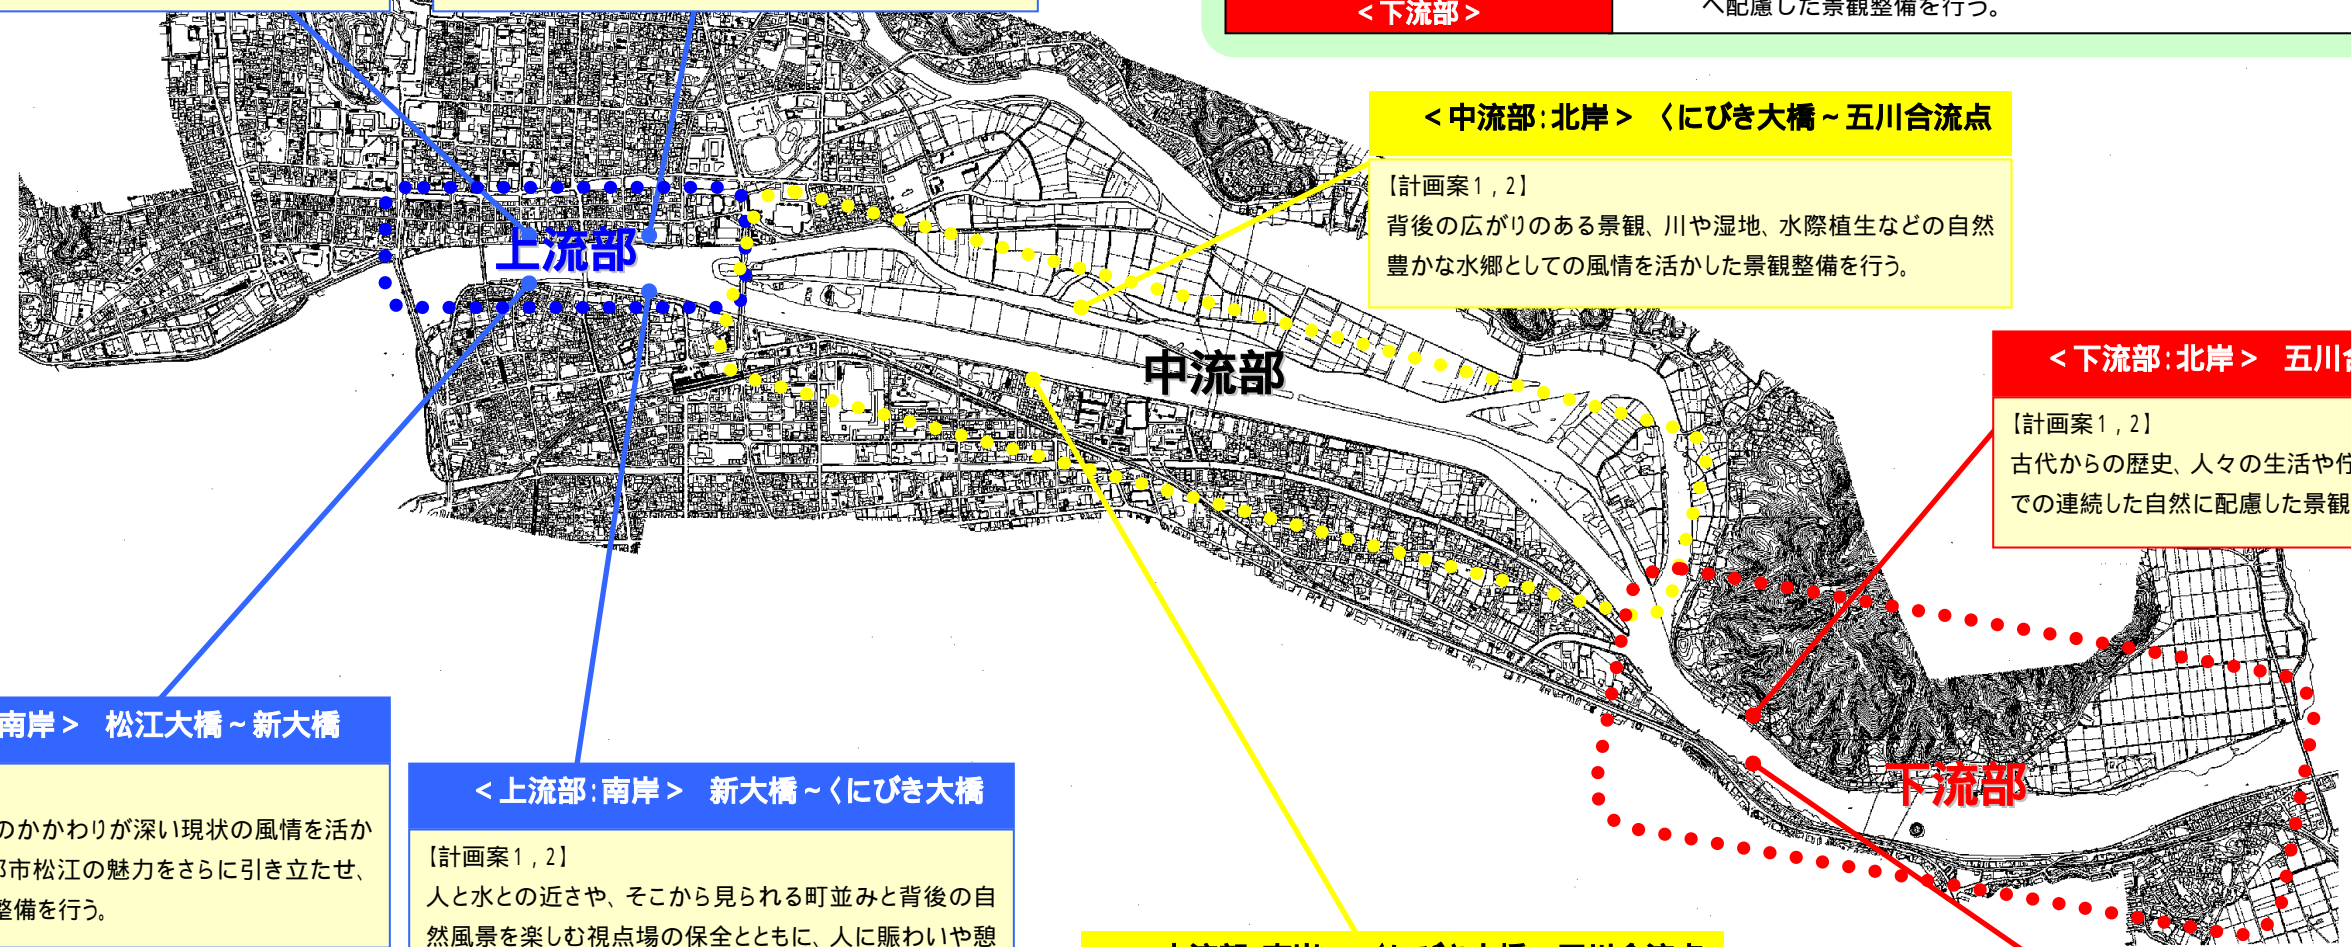 <下流部>
へ配慮した景観整備を行う。
<中流部:北岸> くにびき大橋~五川合流点
【計画案1,2】
背後の広がりのある景観、川や湿地、水際植生などの自然
豊かな水郷としての風情を活かした景観整備を行う。
上流部
中流部
<下流部:北岸> 五川合
【計画案1,2】
古代からの歴史、人々の生活や
での連続した自然に配慮した景観
下流部
南岸> 松江大橋~新大橋
のかかわりが深い現状の風情を活か
市松江の魅力をさらに引き立たせ、
整備を行う。
<上流部:南岸> 新大橋~くにびき大橋
【計画案1,2】
人と水との近さや、そこから見られる町並みと背後の自
然風景を楽しむ視点場の保全とともに、人に賑わいや憩